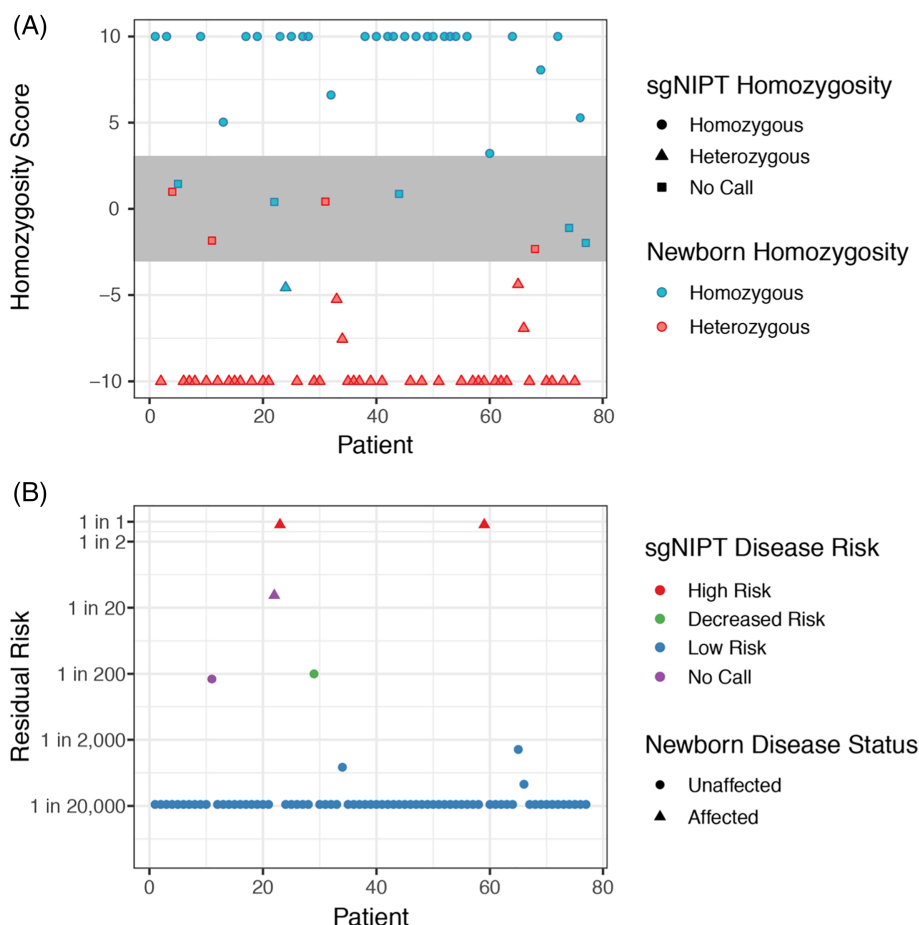 (A)
10
5
0
−5
−10
Homozygosity Score
0
20
40
60
80
Patient
sgNIPT Homozygosity
Homozygous
Heterozygous
No Call
Newborn Homozygosity
Homozygous
Heterozygous
(B)
1 in 1
1 in 2
1 in 20
1 in 200
1 in 2,000
1 in 20,000
Residual Risk
0
20
40
60
80
Patient
sgNIPT Disease Risk
High Risk
Decreased Risk
Low Risk
No Call
Newborn Disease Status
Unaffected
Affected